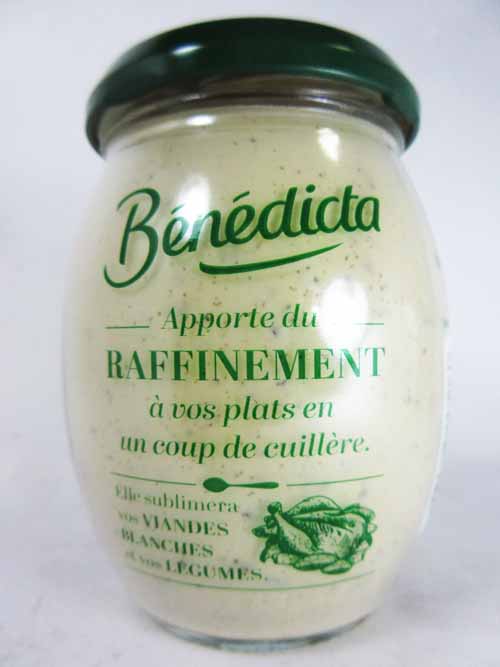 Bénédicta
Apporte du
RAFFINEMENT
à vos plats en
un coup de cuillère.
Elle sublimera
vos VIANDES
BLANCHES
et vos LÉGUMES.